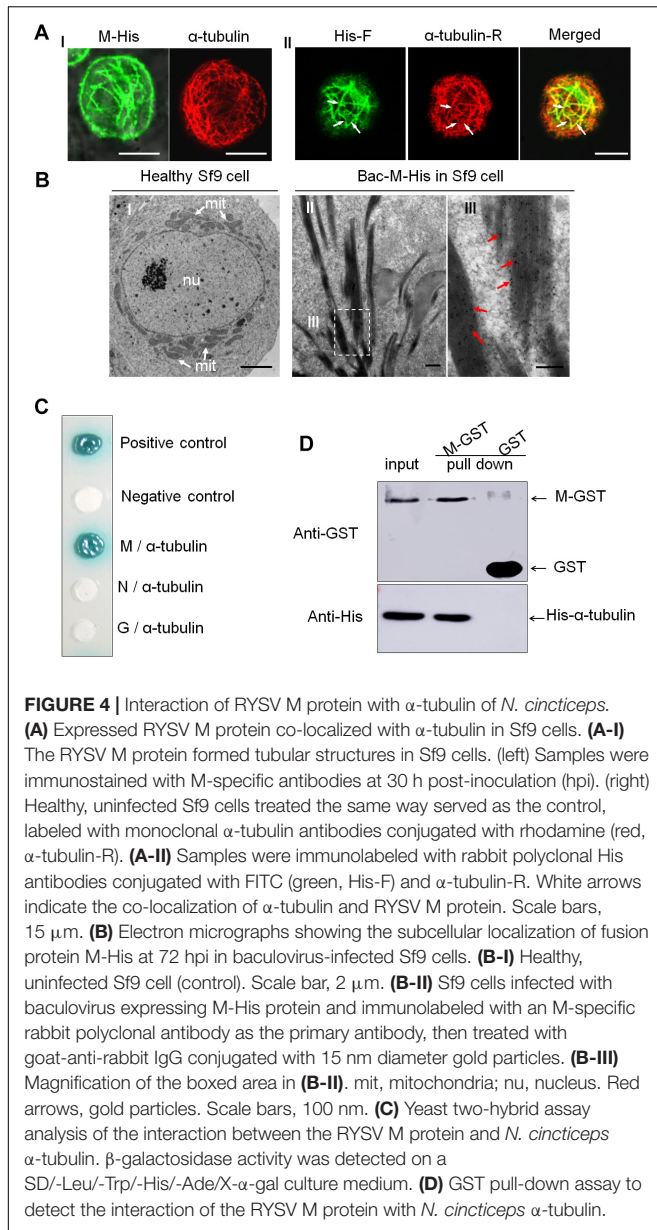 A
I
M-His
α-tubulin
II
His-F
α-tubulin-R
Merged
B
Healthy Sf9 cell
Bac-M-His in Sf9 cell
I
mit
nu
mit
II
III
III
C
Positive control
Negative control
M / α-tubulin
N / α-tubulin
G / α-tubulin
D
input
M-GST
GST
pull down
Anti-GST
M-GST
GST
Anti-His
His-α-tubulin
FIGURE 4 | Interaction of RYSV M protein with α-tubulin of N. cincticeps.
(A) Expressed RYSV M protein co-localized with α-tubulin in Sf9 cells. (A-I)
The RYSV M protein formed tubular structures in Sf9 cells. (left) Samples were
immunostained with M-specific antibodies at 30 h post-inoculation (hpi). (right)
Healthy, uninfected Sf9 cells treated the same way served as the control,
labeled with monoclonal α-tubulin antibodies conjugated with rhodamine (red,
α-tubulin-R). (A-II) Samples were immunolabeled with rabbit polyclonal His
antibodies conjugated with FITC (green, His-F) and α-tubulin-R. White arrows
indicate the co-localization of α-tubulin and RYSV M protein. Scale bars,
15 μm. (B) Electron micrographs showing the subcellular localization of fusion
protein M-His at 72 hpi in baculovirus-infected Sf9 cells. (B-I) Healthy,
uninfected Sf9 cell (control). Scale bar, 2 μm. (B-II) Sf9 cells infected with
baculovirus expressing M-His protein and immunolabeled with an M-specific
rabbit polyclonal antibody as the primary antibody, then treated with
goat-anti-rabbit IgG conjugated with 15 nm diameter gold particles. (B-III)
Magnification of the boxed area in (B-II). mit, mitochondria; nu, nucleus. Red
arrows, gold particles. Scale bars, 100 nm. (C) Yeast two-hybrid assay
analysis of the interaction between the RYSV M protein and N. cincticeps
α-tubulin. β-galactosidase activity was detected on a
SD/-Leu/-Trp/-His/-Ade/X-α-gal culture medium. (D) GST pull-down assay to
detect the interaction of the RYSV M protein with N. cincticeps α-tubulin.